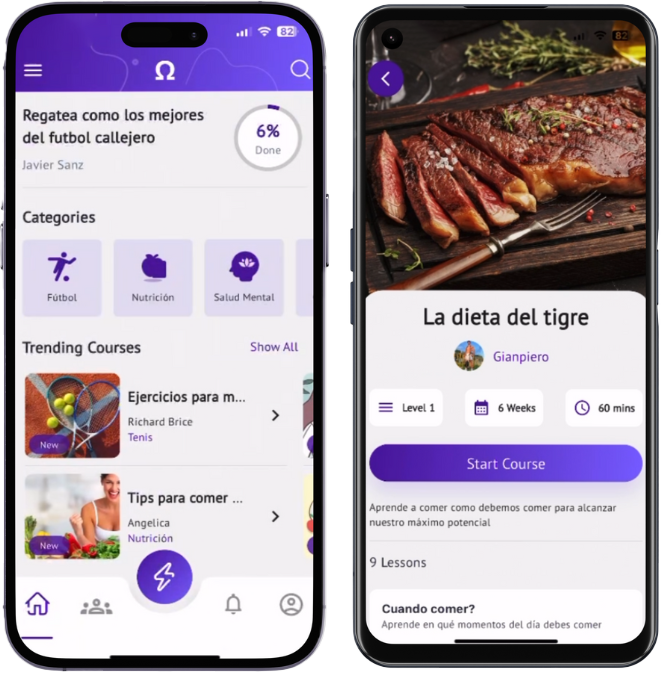 82
Ω
Regatea como los mejores
del futbol callejero
Javier Sanz
6%
Done
Categories
Fútbol
Nutrición
Salud Mental
Trending Courses
Show All
Ejercicios para m...
Richard Brice
Tenis
New
Tips para comer ...
Angelica
Nutrición
New
82
La dieta del tigre
Gianpiero
Level 1
6 Weeks
60 mins
Start Course
Aprende a comer como debemos comer para alcanzar
nuestro máximo potencial
9 Lessons
Cuando comer?
Aprende en qué momentos del día debes comer